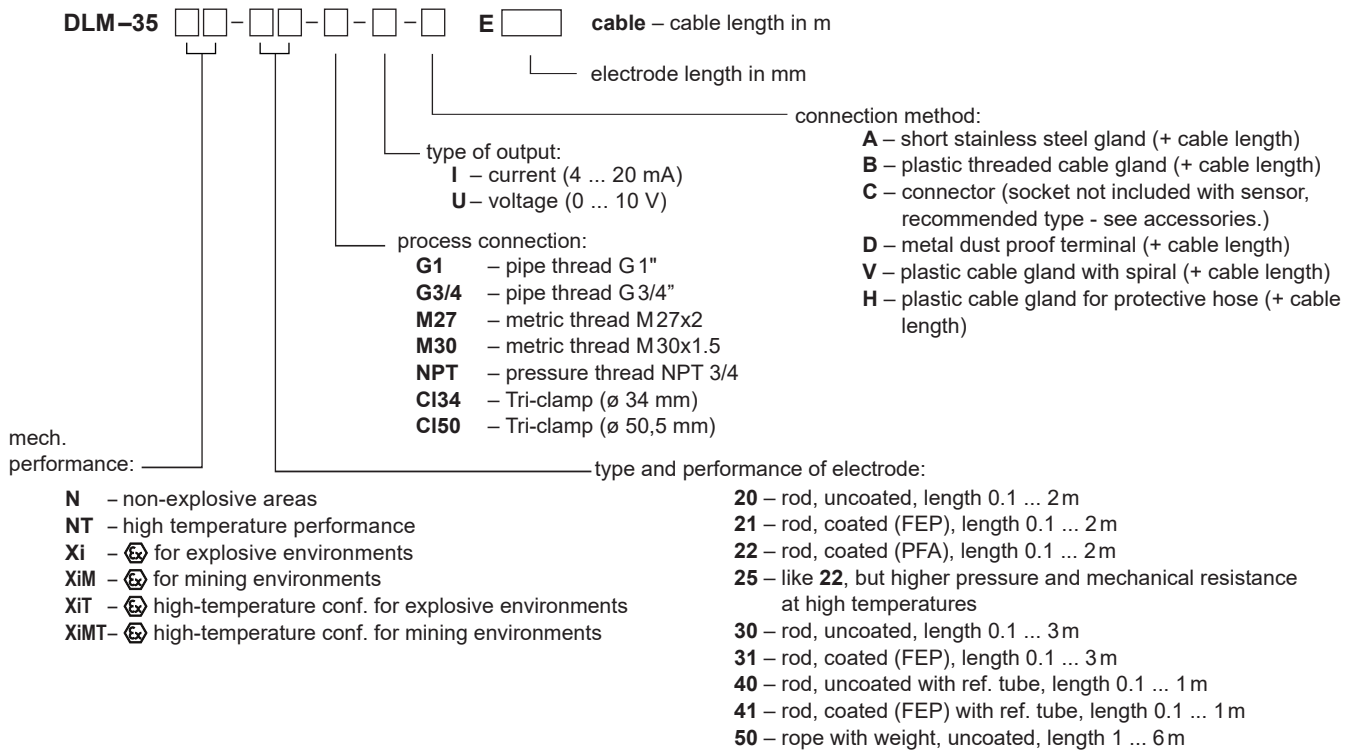 DLM–35 – – – – E cable – cable length in m
electrode length in mm
connection method:
A – short stainless steel gland (+ cable length)
B – plastic threaded cable gland (+ cable length)
C – connector (socket not included with sensor,
recommended type - see accessories.)
D – metal dust proof terminal (+ cable length)
V – plastic cable gland with spiral (+ cable length)
H – plastic cable gland for protective hose (+ cable
length)
type of output:
I – current (4 ... 20 mA)
U – voltage (0 ... 10 V)
process connection:
G1 – pipe thread G 1"
G3/4 – pipe thread G 3/4”
M27 – metric thread M 27x2
M30 – metric thread M 30x1.5
NPT – pressure thread NPT 3/4
Cl34 – Tri-clamp (ø 34 mm)
Cl50 – Tri-clamp (ø 50,5 mm)
mech.
performance:
N – non-explosive areas
NT – high temperature performance
Xi – Ex for explosive environments
XiM – Ex for mining environments
XiT – Ex high-temperature conf. for explosive environments
XiMT – Ex high-temperature conf. for mining environments
type and performance of electrode:
20 – rod, uncoated, length 0.1 ... 2 m
21 – rod, coated (FEP), length 0.1 ... 2 m
22 – rod, coated (PFA), length 0.1 ... 2 m
25 – like 22, but higher pressure and mechanical resistance
at high temperatures
30 – rod, uncoated, length 0.1 ... 3 m
31 – rod, coated (FEP), length 0.1 ... 3 m
40 – rod, uncoated with ref. tube, length 0.1 ... 1 m
41 – rod, coated (FEP) with ref. tube, length 0.1 ... 1 m
50 – rope with weight, uncoated, length 1 ... 6 m